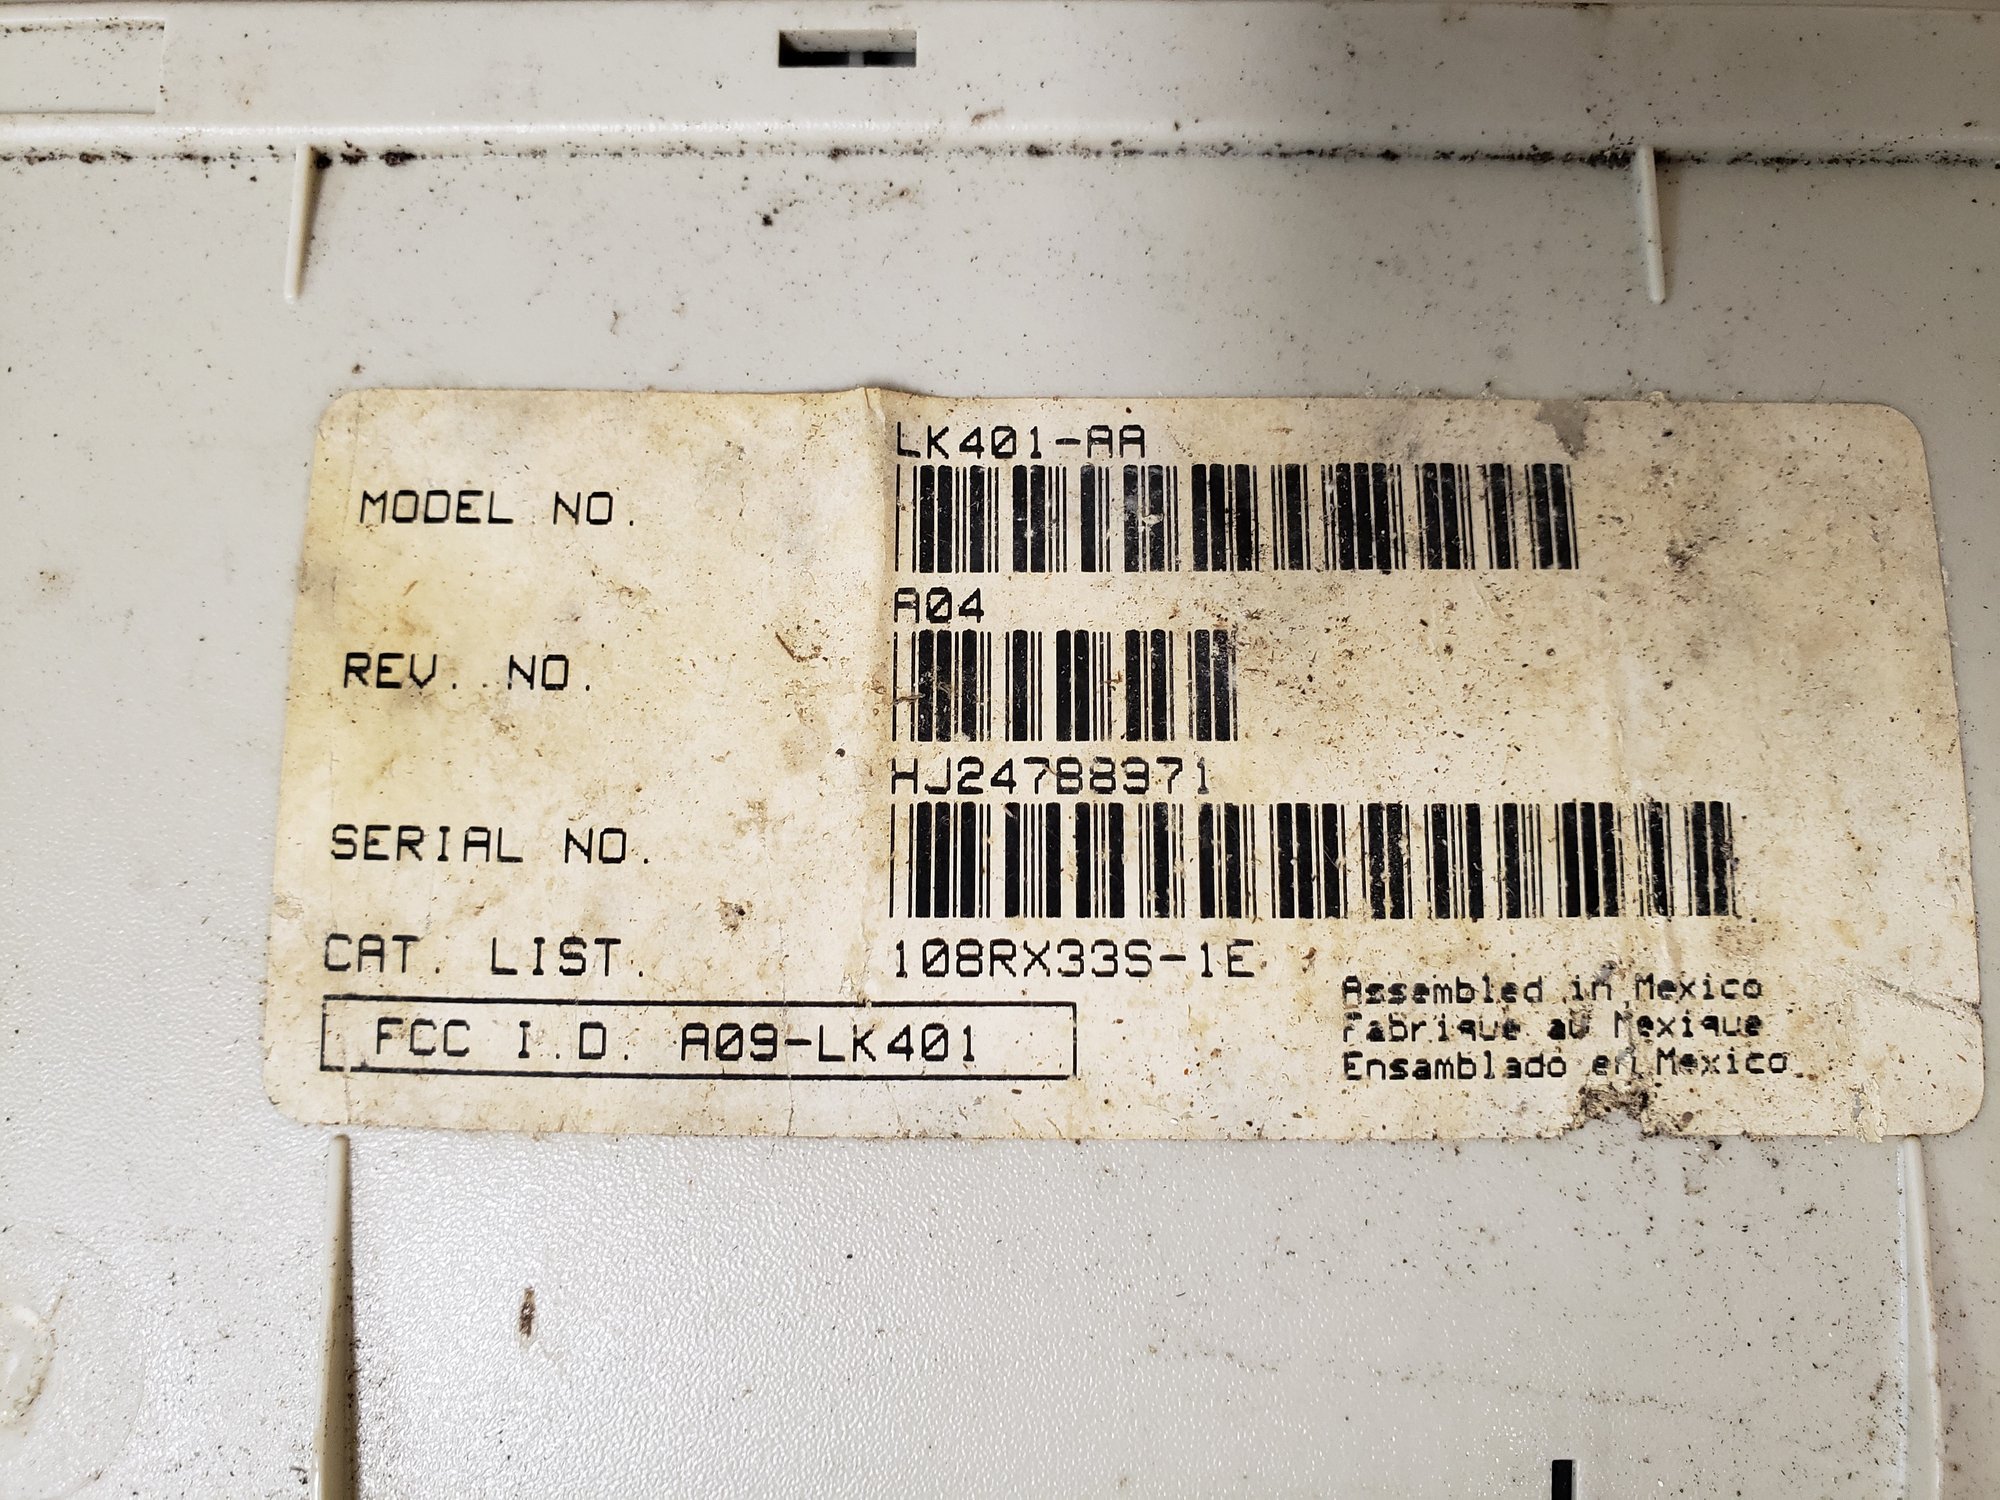 LK401-AA
MODEL NO.
A04
REV. NO.
HJ24788971
SERIAL NO.
CAT. LIST. 108RX33S-1E
FCC I.D. A09-LK401
Assembled in Mexico
Fabrique au Mexique
Ensamblado en Mexico